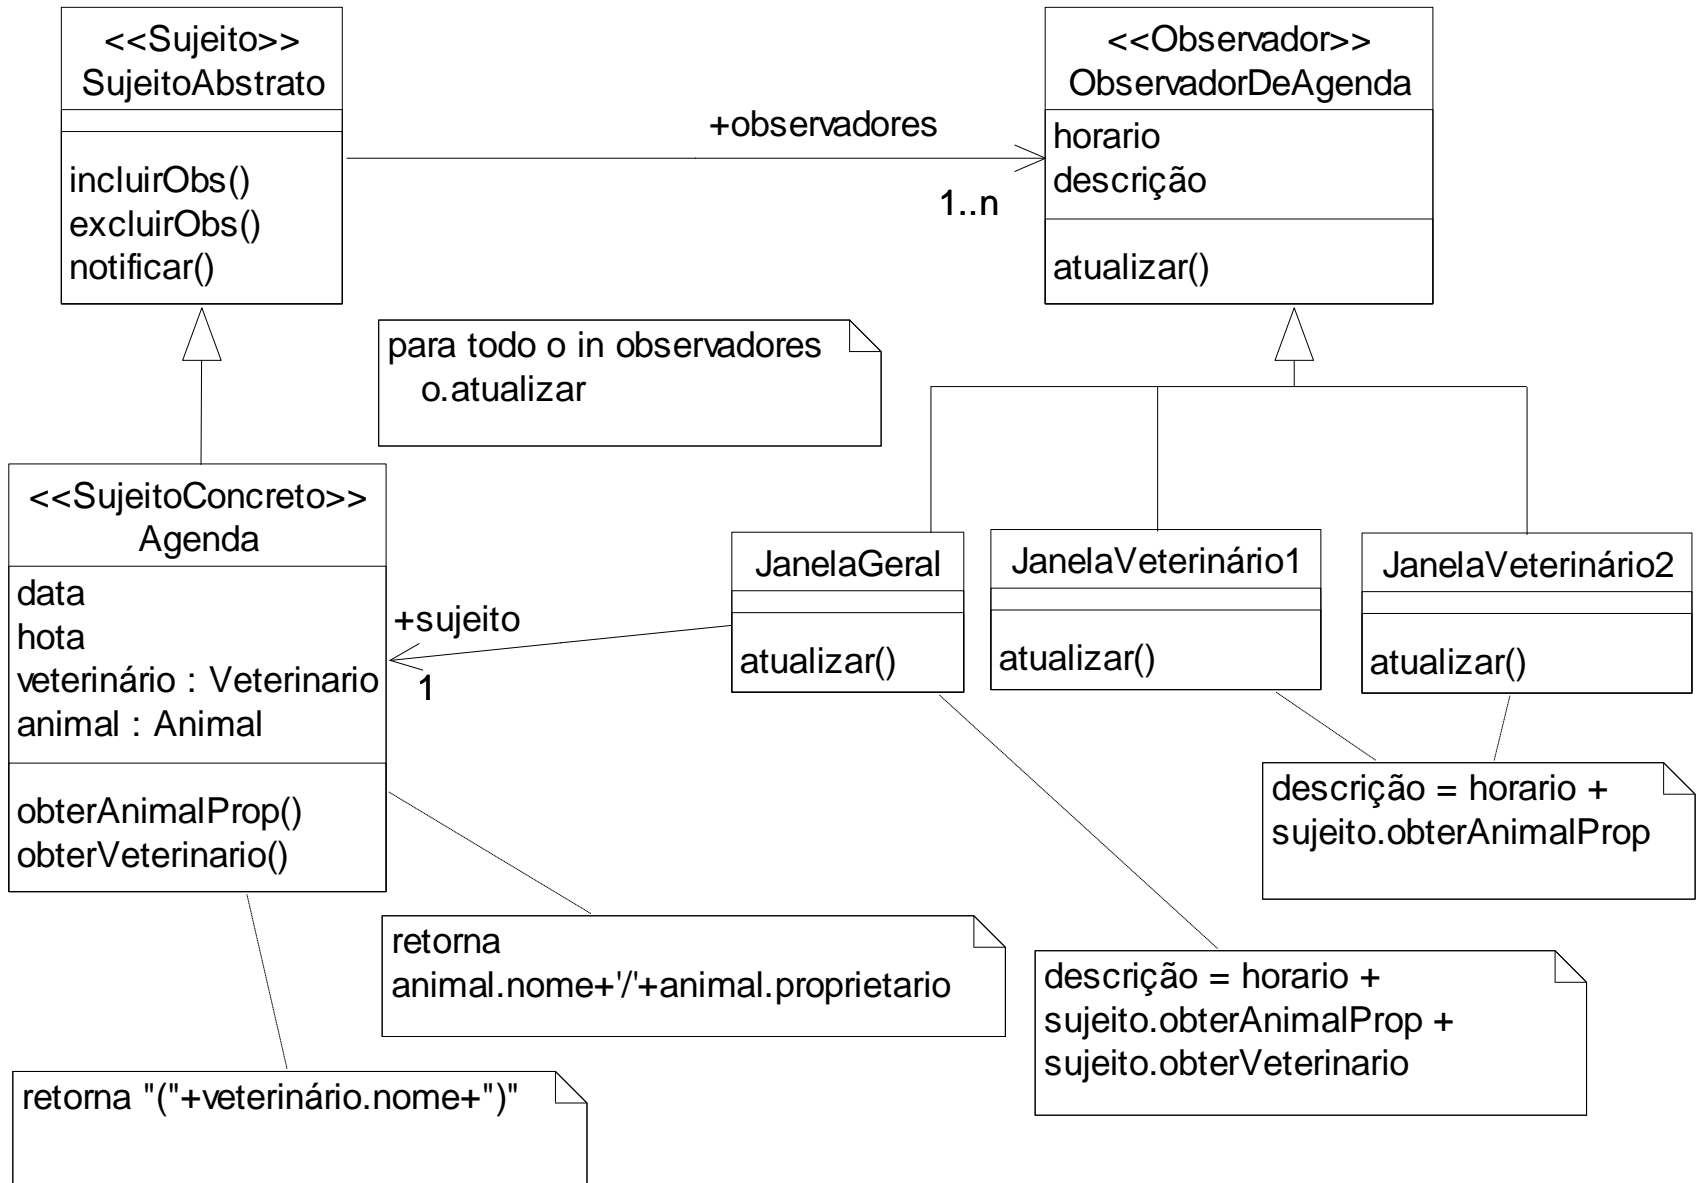 <<Sujeito>>
SujeitoAbstrato
incluirObs()
excluirObs()
notificar()
+observadores
1..n
<<Observador>>
ObservadorDeAgenda
horario
descrição
atualizar()
para todo o in observadores
o.atualizar
<<SujeitoConcreto>>
Agenda
data
hota
veterinário : Veterinario
animal : Animal
obterAnimalProp()
obterVeterinario()
+sujeito
1
JanelaGeral
atualizar()
JanelaVeterinário1
atualizar()
JanelaVeterinário2
atualizar()
descrição = horario +
sujeito.obterAnimalProp
retorna
animal.nome+'/'+animal.proprietario
descrição = horario +
sujeito.obterAnimalProp +
sujeito.obterVeterinario
retorna "("+veterinário.nome+")"